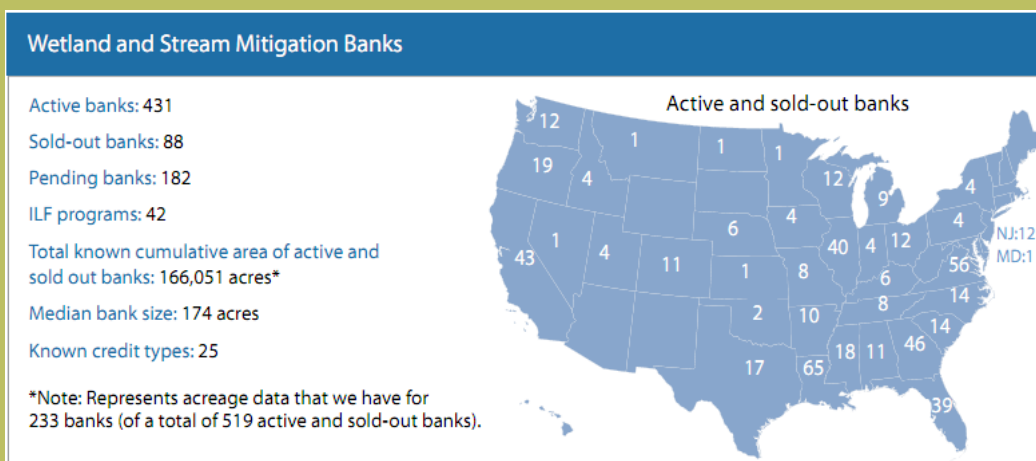 Wetland and Stream Mitigation Banks
Active banks: 431
Sold-out banks: 88
Pending banks: 182
ILF programs: 42
Total known cumulative area of active and
sold out banks: 166,051 acres*
Median bank size: 174 acres
Known credit types: 25
*Note: Represents acreage data that we have for
233 banks (of a total of 519 active and sold-out banks).
Active and sold-out banks
12
1
1
1
19
4
12
9
4
6
4
4
43
1
4
11
1
8
40
4
12
56
NJ:12
MD:1
6
2
10
8
14
14
17
65
18
11
46
39